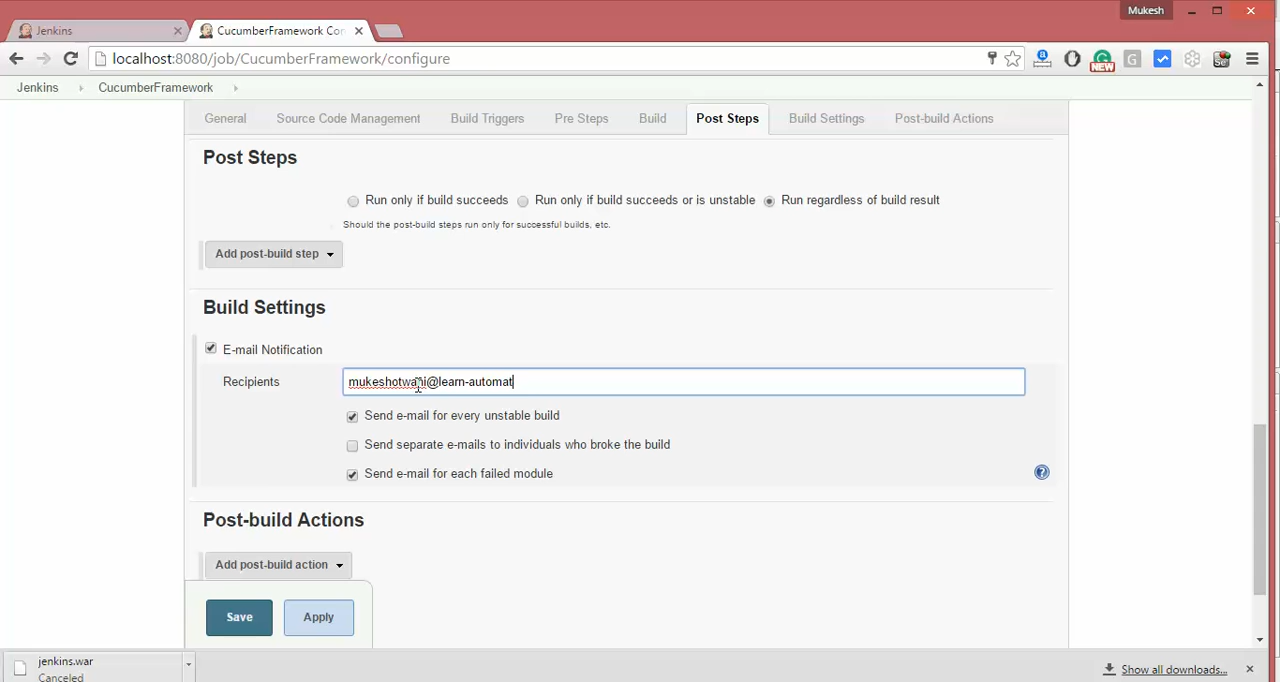 Mukesh
Jenkins
CucumberFramework Con
localhost:8080/job/CucumberFramework/configure
NEW
G
Se
Jenkins CucumberFramework
General Source Code Management Build Triggers Pre Steps Build Post Steps Build Settings Post-build Actions
Post Steps
Run only if build succeeds Run only if build succeeds or is unstable Run regardless of build result
Should the post-build steps run only for successful builds, etc.
Add post-build step
Build Settings
E-mail Notification
Recipients mukeshotwani@learn-automat
Send e-mail for every unstable build
Send separate e-mails to individuals who broke the build
Send e-mail for each failed module
Post-build Actions
Add post-build action
Save Apply
jenkins.war
Canceled
Show all downloads...